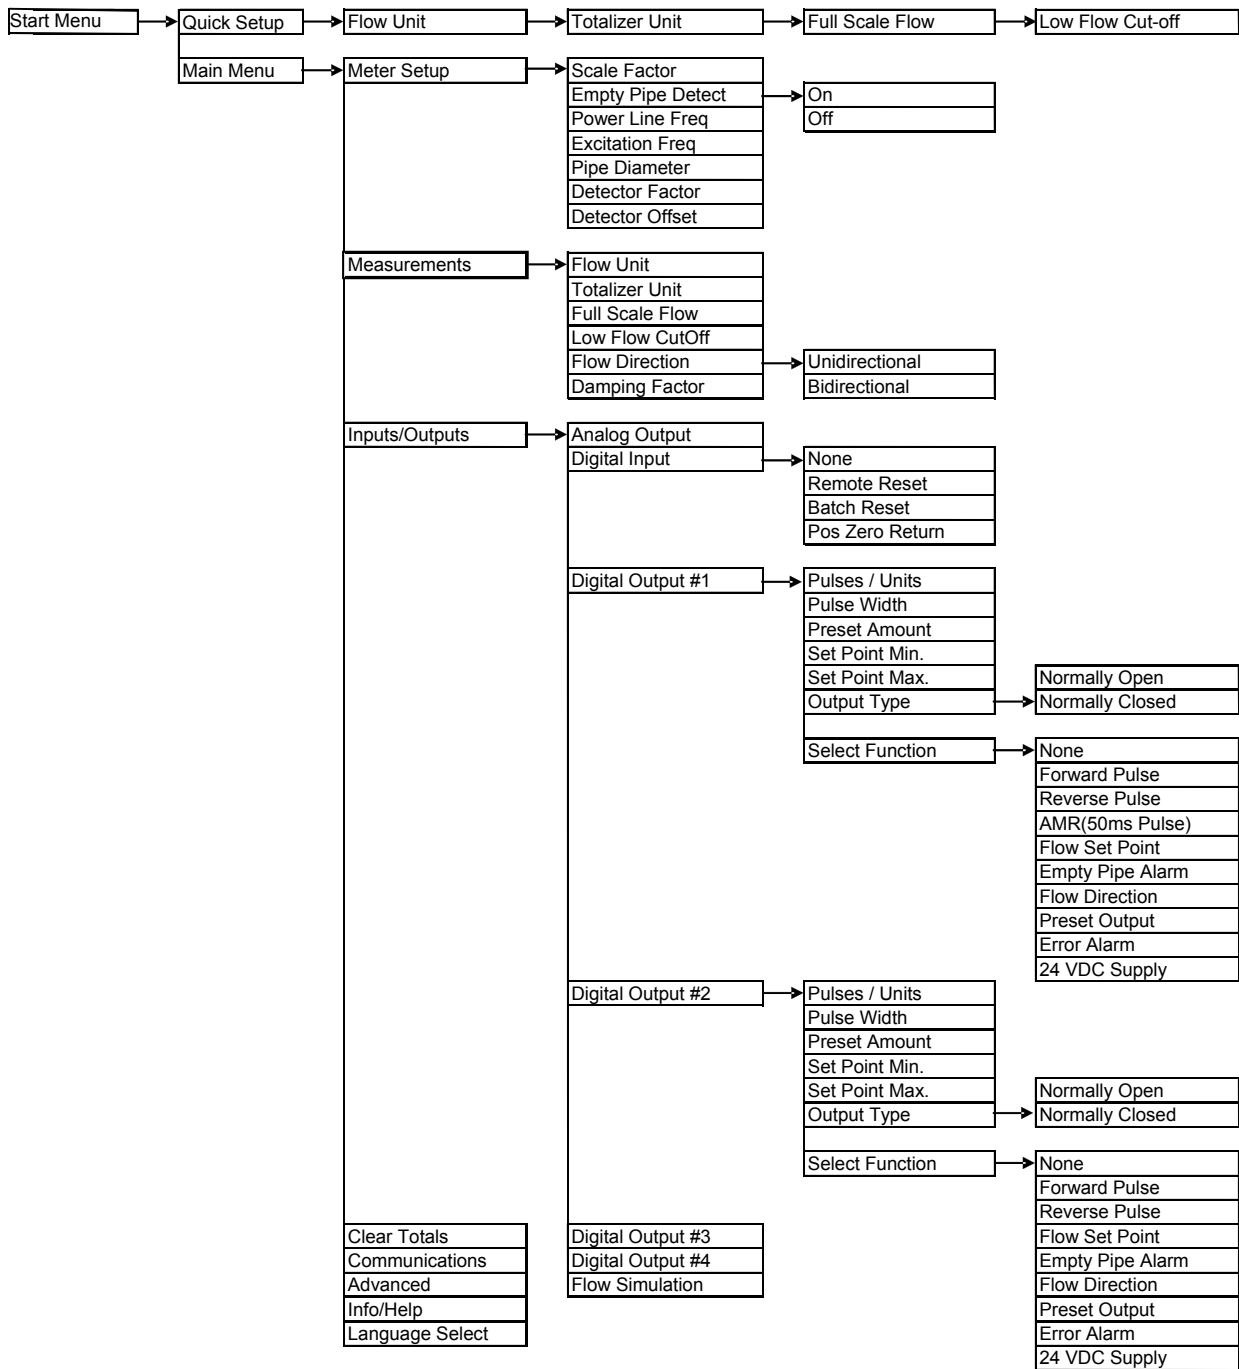 Start Menu
Quick Setup
Flow Unit
Totalizer Unit
Full Scale Flow
Low Flow Cut-off
Main Menu
Meter Setup
Scale Factor
Empty Pipe Detect
On
Power Line Freq
Off
Excitation Freq
Pipe Diameter
Detector Factor
Detector Offset
Measurements
Flow Unit
Totalizer Unit
Full Scale Flow
Low Flow CutOff
Flow Direction
Unidirectional
Damping Factor
Bidirectional
Inputs/Outputs
Analog Output
Digital Input
None
Remote Reset
Batch Reset
Pos Zero Return
Digital Output #1
Pulses / Units
Pulse Width
Preset Amount
Set Point Min.
Set Point Max.
Normally Open
Output Type
Normally Closed
Select Function
None
Forward Pulse
Reverse Pulse
AMR(50ms Pulse)
Flow Set Point
Empty Pipe Alarm
Flow Direction
Preset Output
Error Alarm
24 VDC Supply
Digital Output #2
Pulses / Units
Pulse Width
Preset Amount
Set Point Min.
Set Point Max.
Normally Open
Output Type
Normally Closed
Select Function
None
Forward Pulse
Reverse Pulse
Clear Totals
Digital Output #3
Flow Set Point
Communications
Digital Output #4
Empty Pipe Alarm
Advanced
Flow Simulation
Flow Direction
Info/Help
Preset Output
Language Select
Error Alarm
24 VDC Supply